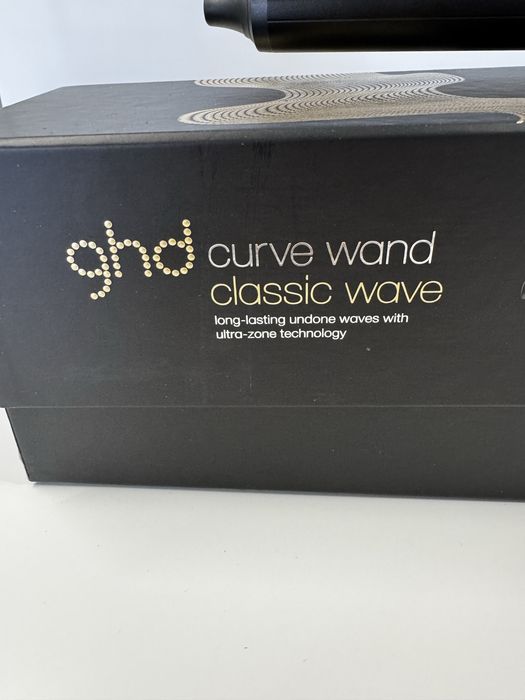 ghd curve wand
classic wave
long-lasting undone waves with
ultra-zone technology